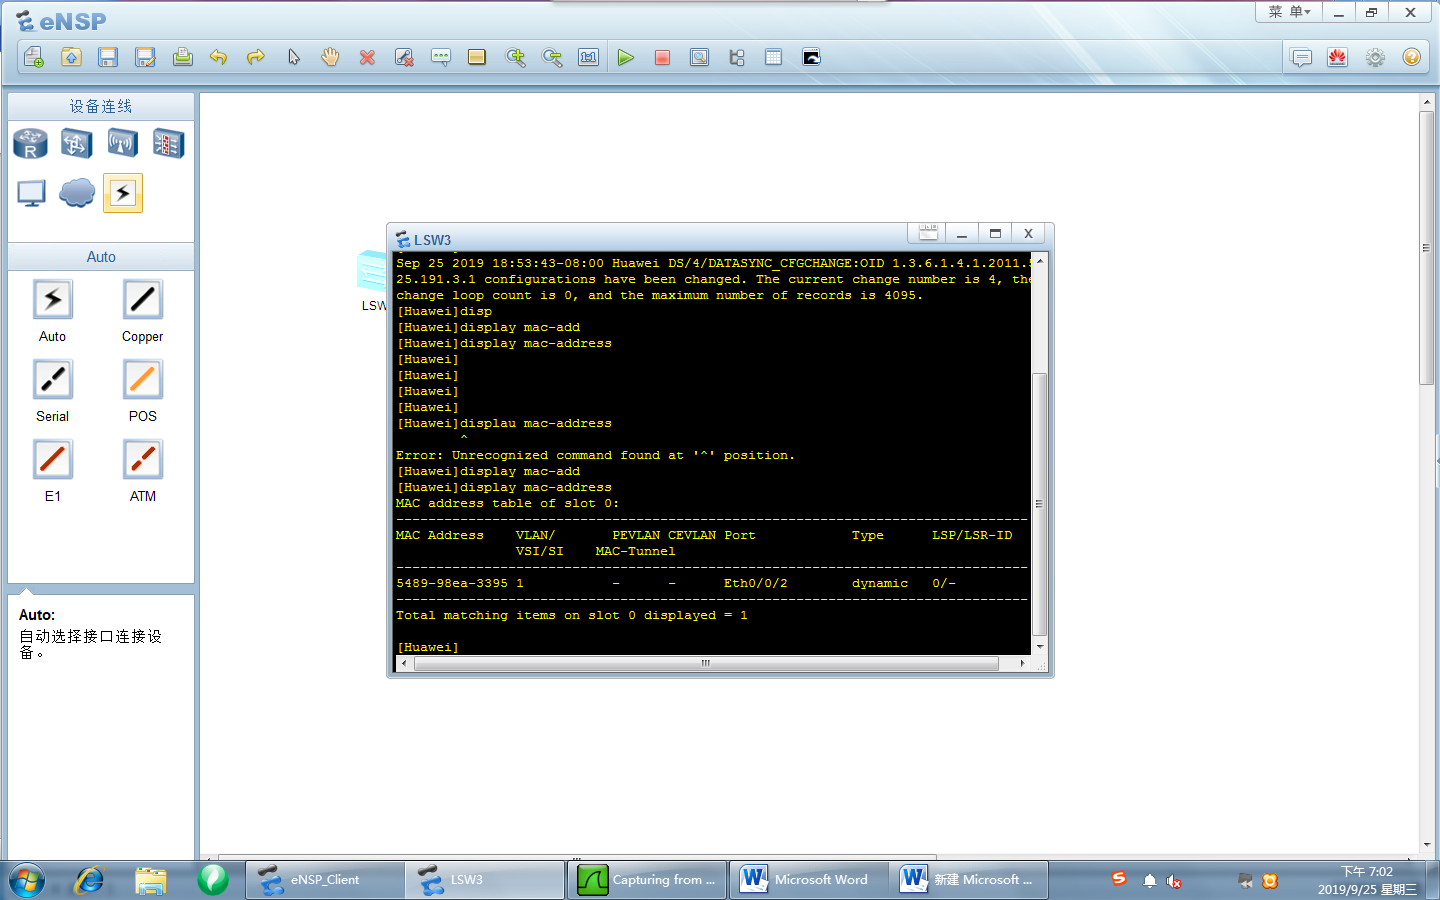 eNSP
菜 单
设备连线
Auto
Auto
Copper
Serial
POS
E1
ATM
Auto:
自动选择接口连接设
备。
LSW
LSW3
Sep 25 2019 18:53:43-08:00 Huawei DS/4/DATASYNC_CFGCHANGE:OID 1.3.6.1.4.1.2011.5
25.191.3.1 configurations have been changed. The current change number is 4, the
change loop count is 0, and the maximum number of records is 4095.
[Huawei]disp
[Huawei]display mac-add
[Huawei]display mac-address
[Huawei]
[Huawei]
[Huawei]
[Huawei]
[Huawei]displau mac-address
^
Error: Unrecognized command found at '^' position.
[Huawei]display mac-add
[Huawei]display mac-address
MAC address table of slot 0:
-------------------------------------------------------------------------------
MAC Address    VLAN/       PEVLAN CEVLAN Port            Type      LSP/LSR-ID
               VSI/SI    MAC-Tunnel
-------------------------------------------------------------------------------
5489-98ea-3395 1           -      -      Eth0/0/2        dynamic   0/-
-------------------------------------------------------------------------------
Total matching items on slot 0 displayed = 1
[Huawei]
eNSP_Client
LSW3
Capturing from ...
Microsoft Word
新建 Microsoft ...
下午 7:02
2019/9/25 星期三